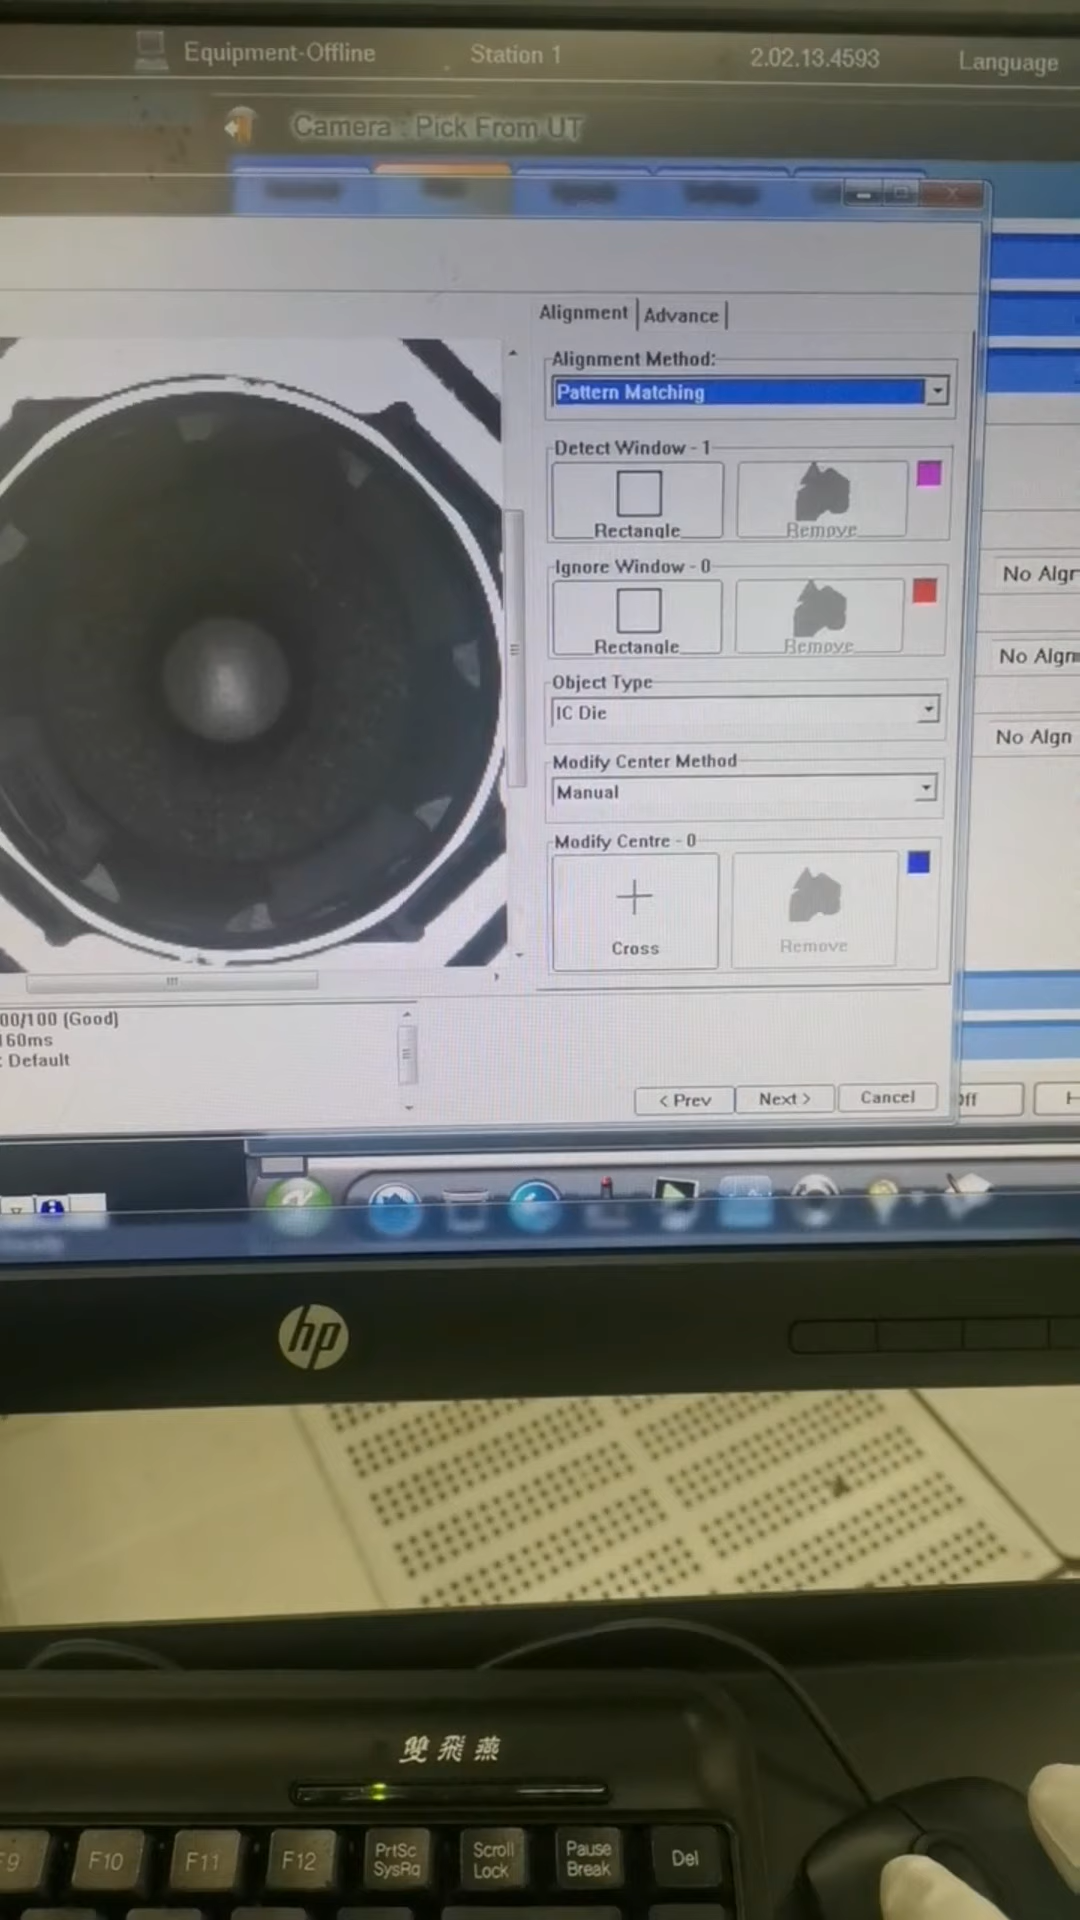 Equipment-Offline Station 1 2.02.13.4593 Language
Camera : Pick From UT
Alignment Advance
Alignment Method:
Pattern Matching
Detect Window - 1
Rectangle Remove
Ignore Window - 0
Rectangle Remove
No Algn
Object Type
No Algn
IC Die
No Algn
Modify Center Method
Manual
Modify Centre - 0
Cross Remove
00/100 (Good)
160ms
: Default
< Prev Next > Cancel
Off
hp
雙飛燕
F9 F10 F11 F12 PrtSc SysRq Scroll Lock Pause Break Del